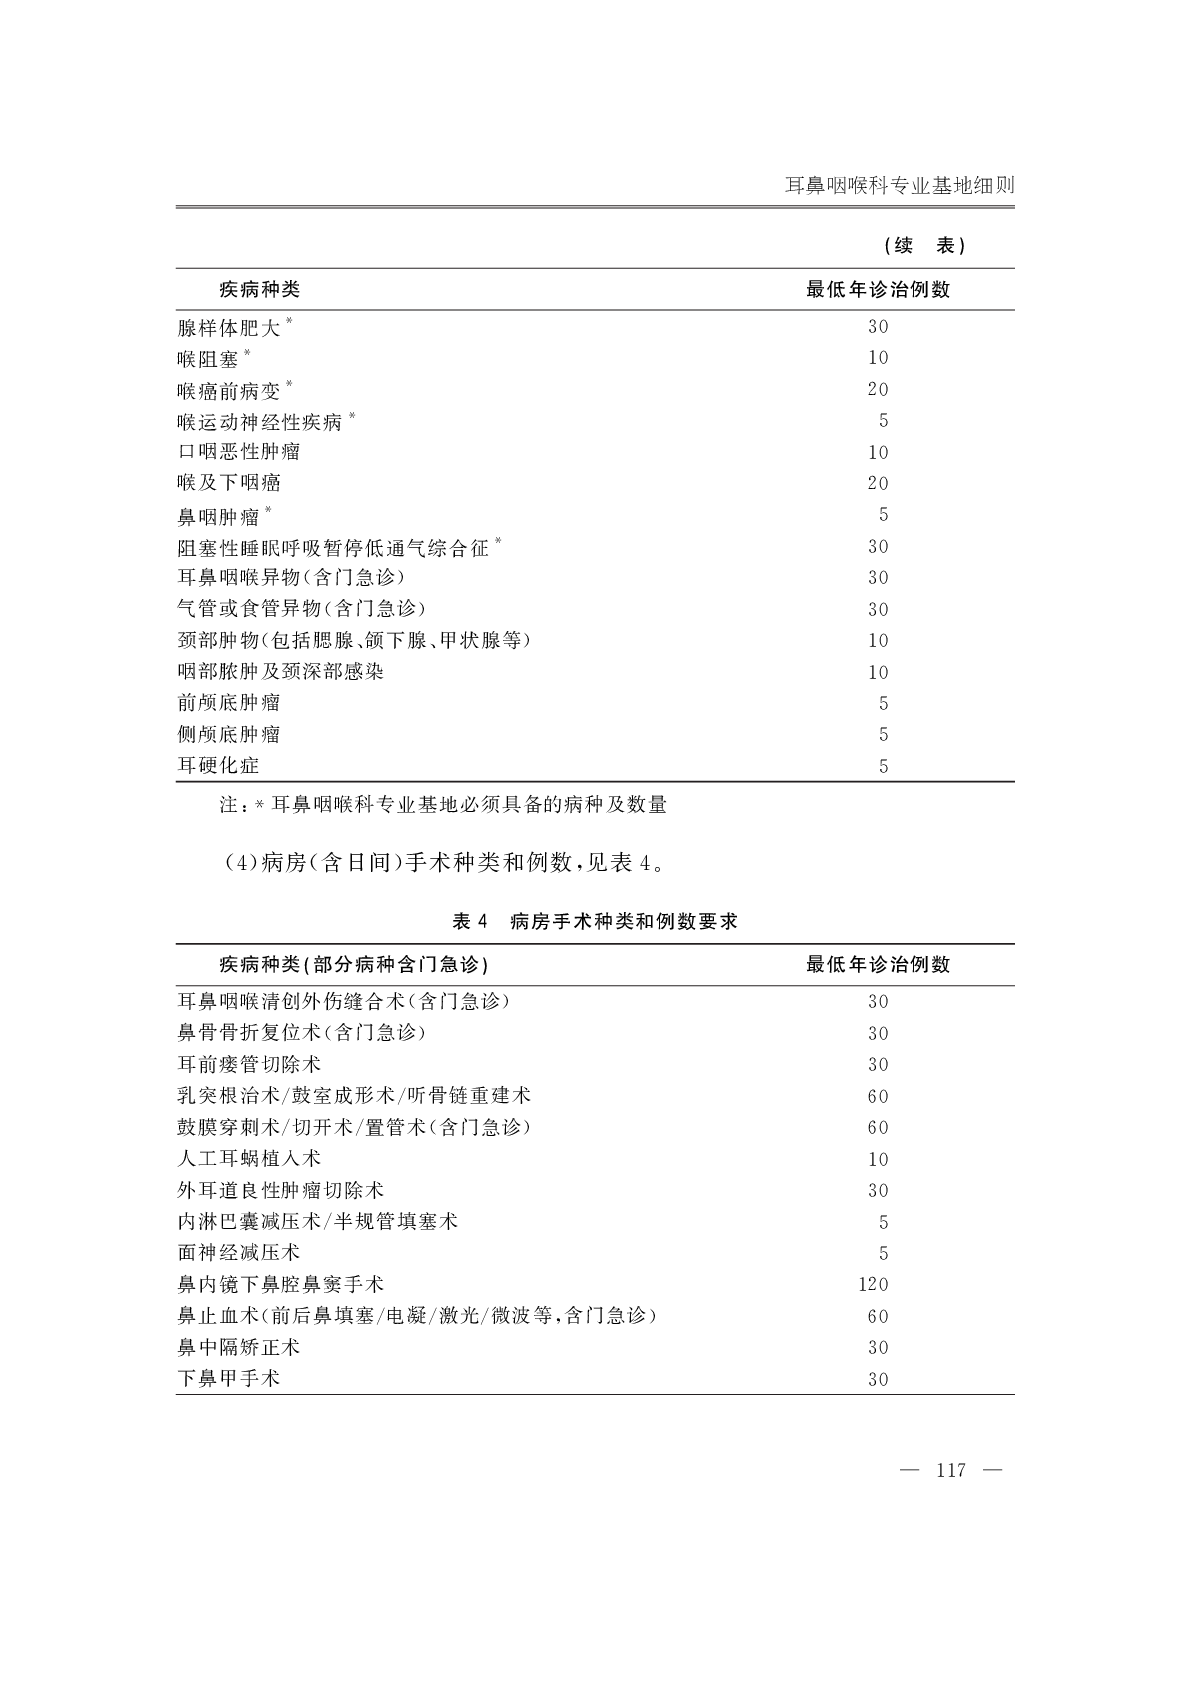 耳鼻咽喉科专业基地细则
(续　表)
疾病种类　最低年诊治例数
腺样体肥大*　30
喉阻塞*　10
喉癌前病变*　20
喉运动神经性疾病*　5
口咽恶性肿瘤　10
喉及下咽癌　20
鼻咽肿瘤*　5
阻塞性睡眠呼吸暂停低通气综合征*　30
耳鼻咽喉异物(含门急诊)　30
气管或食管异物(含门急诊)　30
颈部肿物(包括腮腺、颌下腺、甲状腺等)　10
咽部脓肿及颈深部感染　10
前颅底肿瘤　5
侧颅底肿瘤　5
耳硬化症　5
注:* 耳鼻咽喉科专业基地必须具备的病种及数量
(4)病房(含日间)手术种类和例数,见表 4。
表 4　病房手术种类和例数要求
疾病种类(部分病种含门急诊)　最低年诊治例数
耳鼻咽喉清创外伤缝合术(含门急诊)　30
鼻骨骨折复位术(含门急诊)　30
耳前瘘管切除术　30
乳突根治术/鼓室成形术/听骨链重建术　60
鼓膜穿刺术/切开术/置管术(含门急诊)　60
人工耳蜗植入术　10
外耳道良性肿瘤切除术　30
内淋巴囊减压术/半规管填塞术　5
面神经减压术　5
鼻内镜下鼻腔鼻窦手术　120
鼻止血术(前后鼻填塞/电凝/激光/微波等,含门急诊)　60
鼻中隔矫正术　30
下鼻甲手术　30
— 117 —